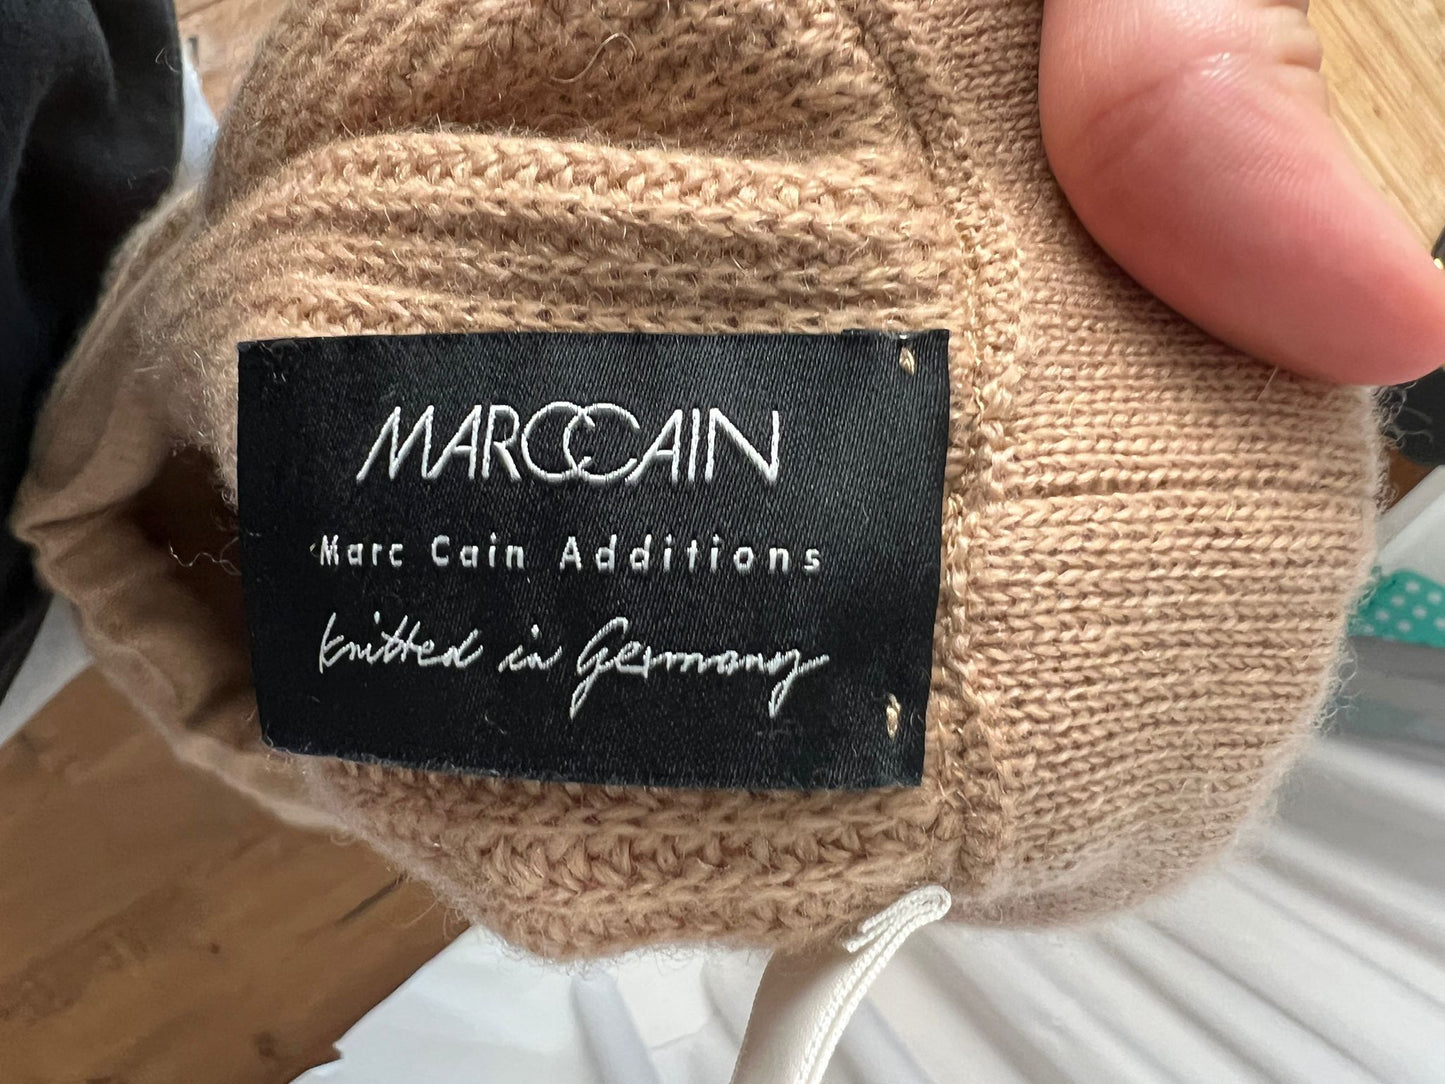 MARCCAIN
Marc Cain Additions
knitted in Germany